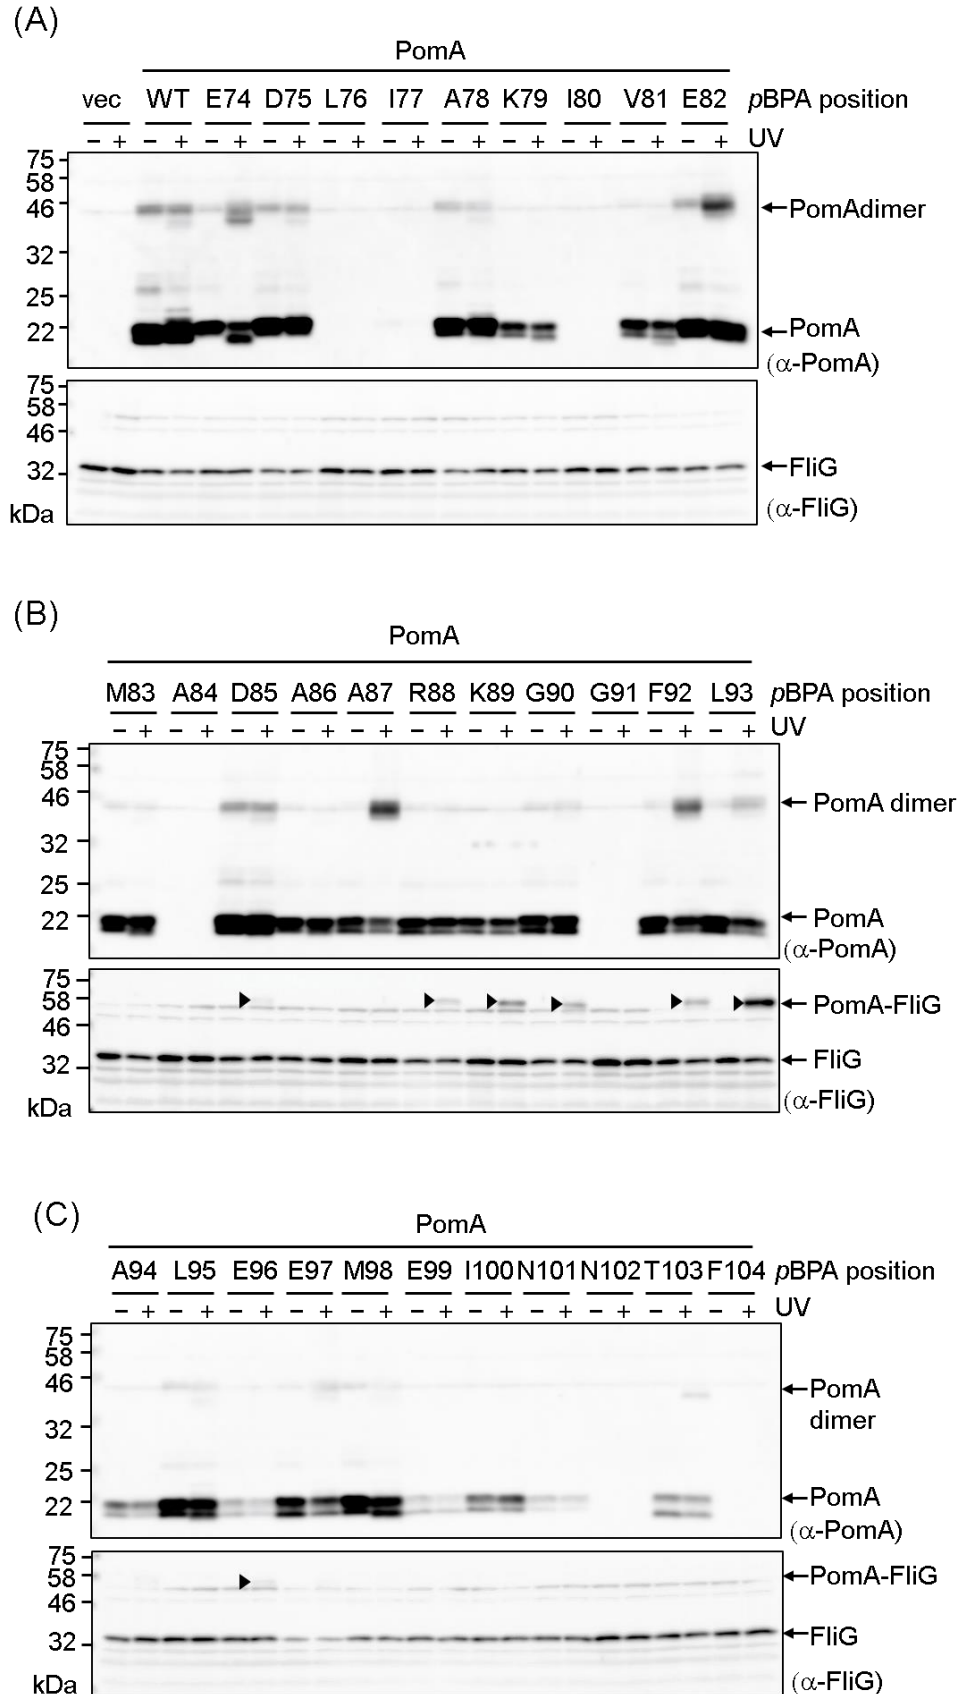 (A)
PomA
vec WT E74 D75 L76 I77 A78 K79 I80 V81 E82 pBPA position
− + − + − + − + − + − + − + − + − + − + − + UV
75
58
46 PomAdimer
32
25
22 PomA
(α-PomA)
75
58
46
32 FliG
kDa (α-FliG)
(B)
PomA
M83 A84 D85 A86 A87 R88 K89 G90 G91 F92 L93 pBPA position
− + − + − + − + − + − + − + − + − + − + − + UV
75
58
46 PomA dimer
32
25
22 PomA
(α-PomA)
75
58 PomA-FliG
46
32 FliG
kDa (α-FliG)
(C)
PomA
A94 L95 E96 E97 M98 E99 I100 N101 N102 T103 F104 pBPA position
− + − + − + − + − + − + − + − + − + − + − + UV
75
58
46 PomA
dimer
32
25
22 PomA
(α-PomA)
75
58 PomA-FliG
46
32 FliG
kDa (α-FliG)